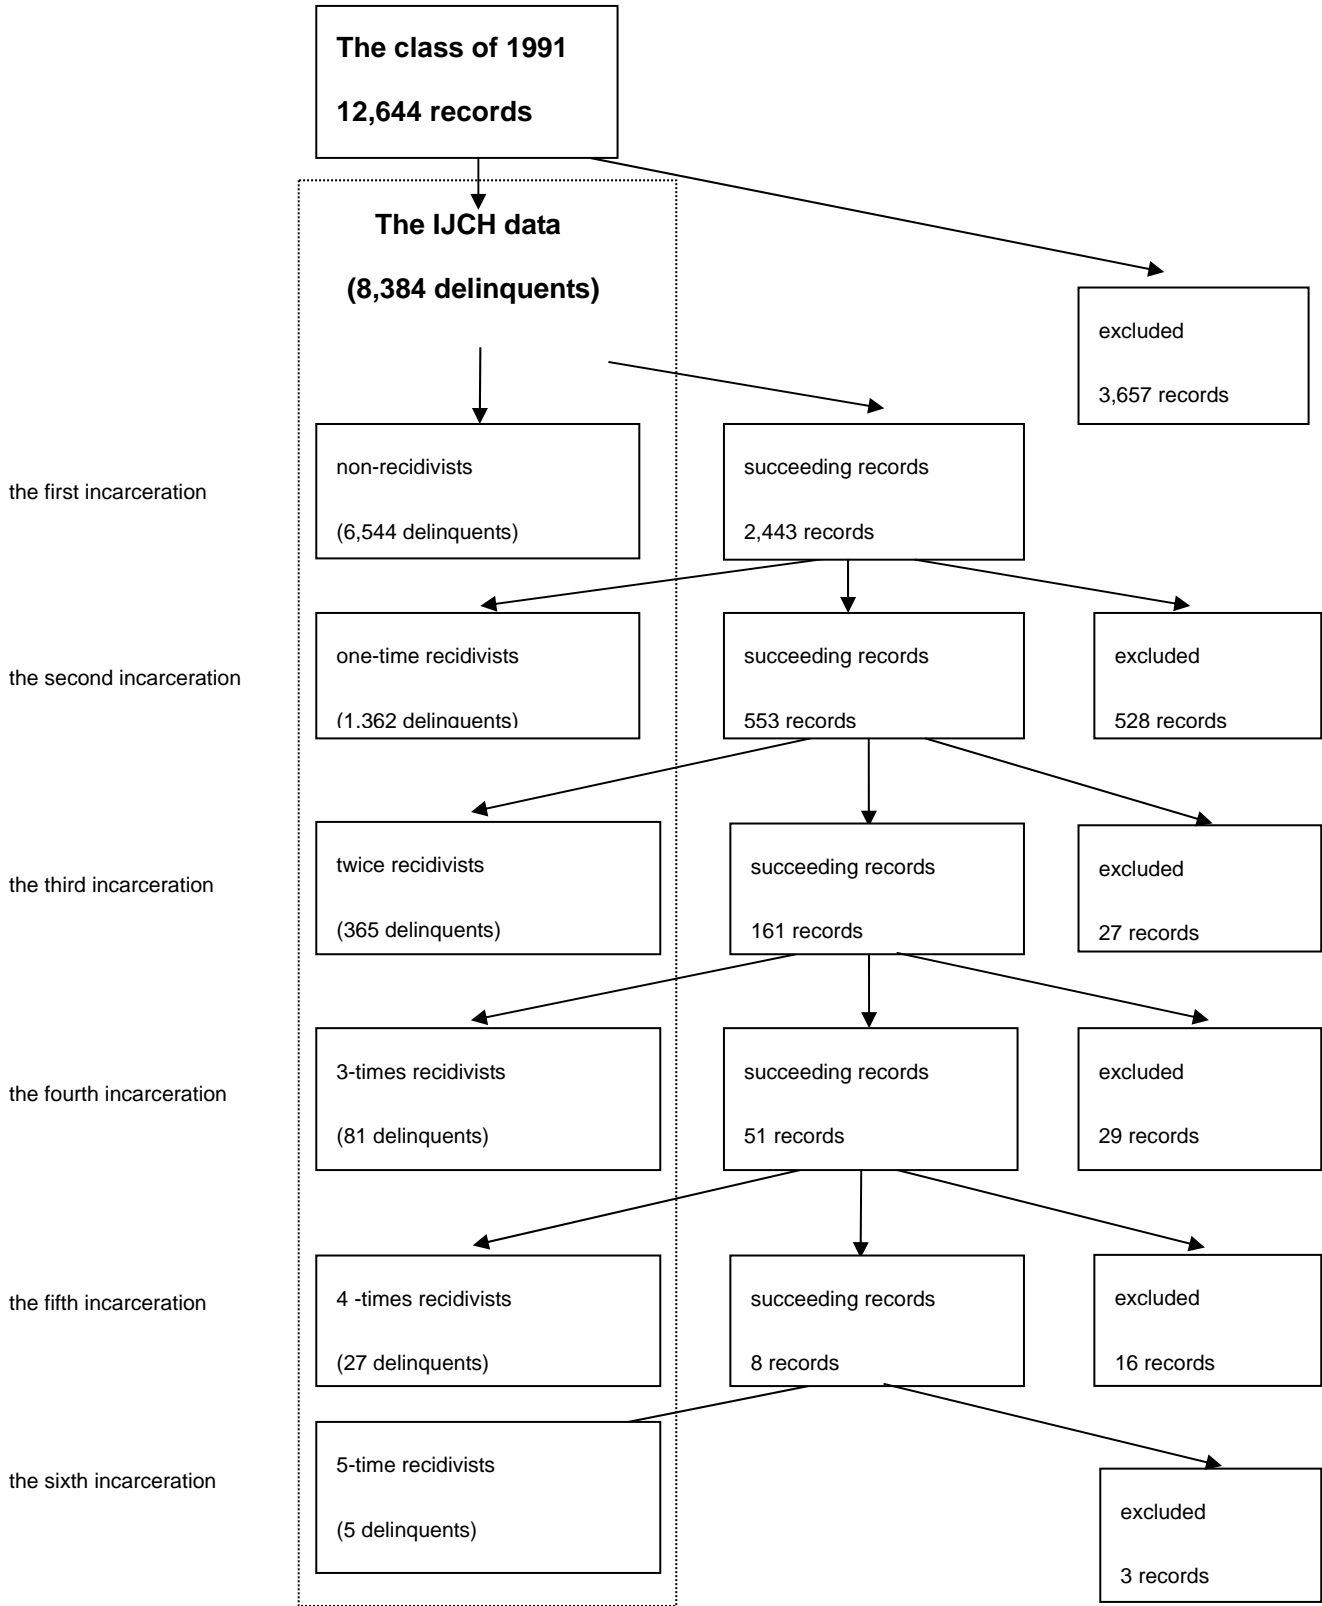 The class of 1991
12,644 records
The IJCH data
(8,384 delinquents)
excluded
3,657 records
the first incarceration
non-recidivists
(6,544 delinquents)
succeeding records
2,443 records
the second incarceration
one-time recidivists
(1,362 delinquents)
succeeding records
553 records
excluded
528 records
the third incarceration
twice recidivists
(365 delinquents)
succeeding records
161 records
excluded
27 records
the fourth incarceration
3-times recidivists
(81 delinquents)
succeeding records
51 records
excluded
29 records
the fifth incarceration
4 -times recidivists
(27 delinquents)
succeeding records
8 records
excluded
16 records
the sixth incarceration
5-time recidivists
(5 delinquents)
excluded
3 records